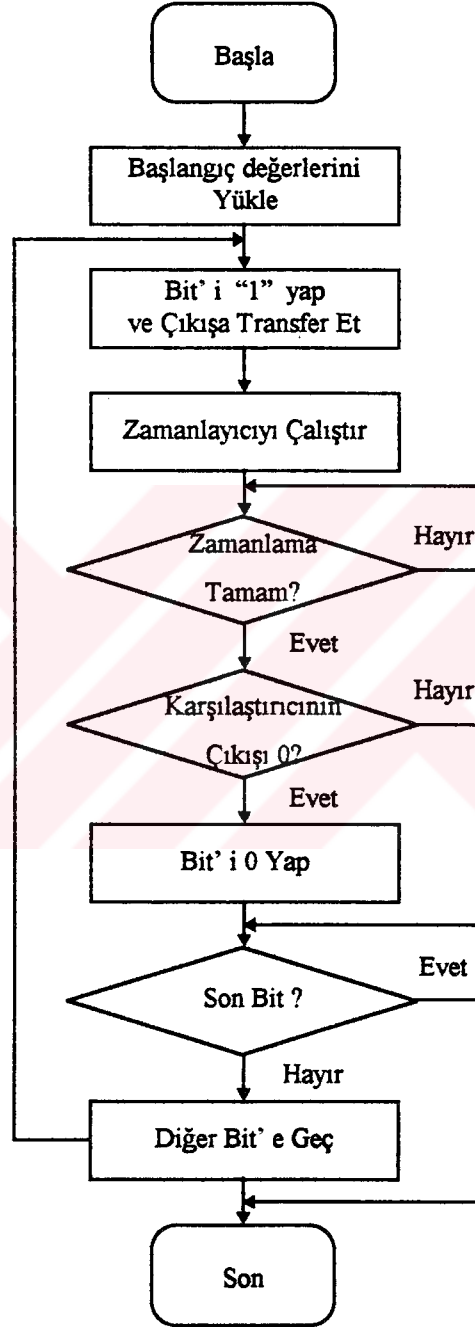 Başla
Başlangıç değerlerini
Yükle
Bit' i “1” yap
ve Çıkışa Transfer Et
Zamanlayıcıyı Çalıştır
Zamanlama
Hayır
Tamam?
Evet
Hayır
Karşılaştırıcının
Çıkışı 0?
Evet
Bit' i 0 Yap
Evet
Son Bit ?
Hayır
Diğer Bit' e Geç
Son